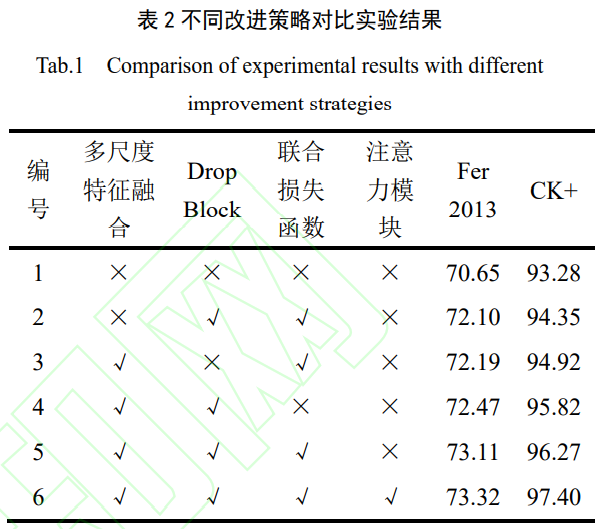 表 2 不同改进策略对比实验结果
Tab.1 Comparison of experimental results with different
improvement strategies
编号 多尺度特征融合 Drop Block 联合损失函数 注意力模块 Fer 2013 CK+
1 × × × × 70.65 93.28
2 × √ √ × 72.10 94.35
3 √ × √ × 72.19 94.92
4 √ √ × × 72.47 95.82
5 √ √ √ × 73.11 96.27
6 √ √ √ √ 73.32 97.40